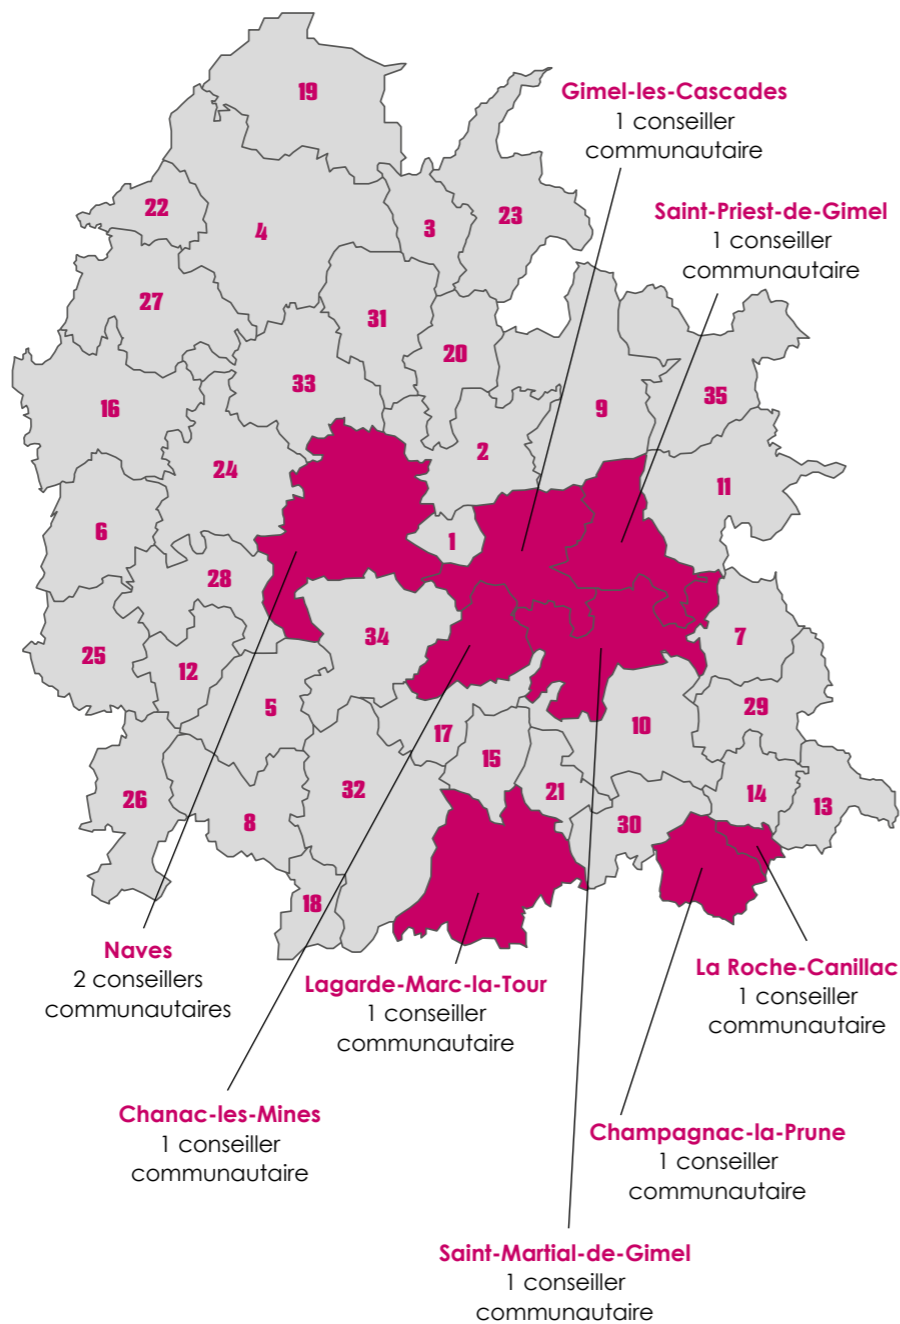 19
Gimel-les-Cascades
1 conseiller
communautaire
22
4
3
23
Saint-Priest-de-Gimel
1 conseiller
communautaire
27
31
20
33
16
9
35
24
2
11
6
1
28
34
7
25
12
5
17
10
29
15
26
8
32
21
30
14
13
18
Naves
2 conseillers
communautaires
Lagarde-Marc-la-Tour
1 conseiller
communautaire
La Roche-Canillac
1 conseiller
communautaire
Chanac-les-Mines
1 conseiller
communautaire
Champagnac-la-Prune
1 conseiller
communautaire
Saint-Martial-de-Gimel
1 conseiller
communautaire